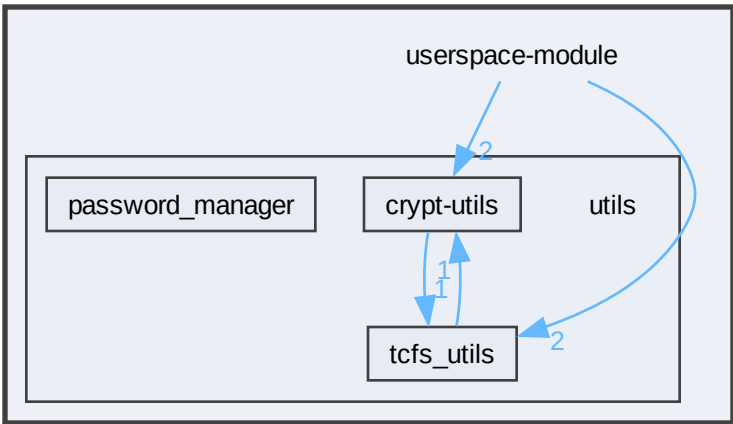 userspace-module
2
password_manager
crypt-utils
utils
1
1
tcfs_utils
2